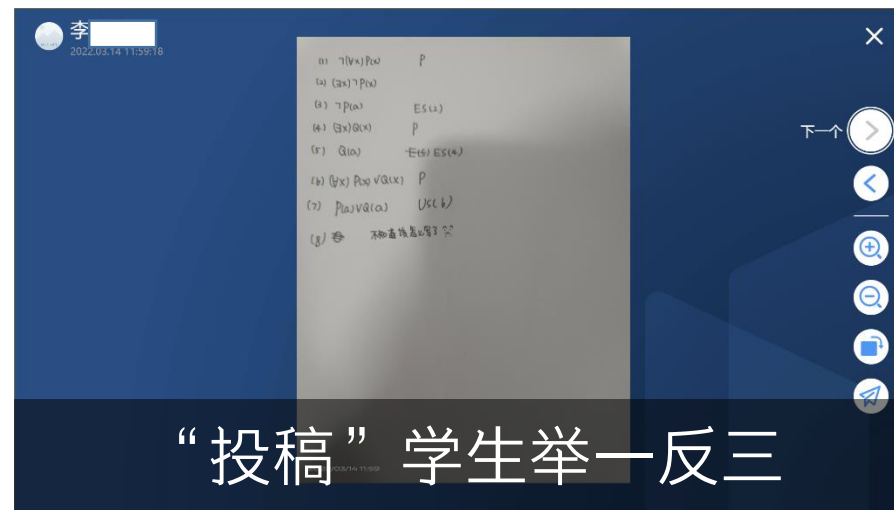 李
2022.03.14 11:59:18
下一个
(1) ¬(∀x)P(x) P
(2) (∃x)¬P(x)
(3) ¬P(a) ES(2)
(4) (∃x)Q(x) P
(5) Q(a) ES(4)
(6) (∀x) P(x)∨Q(x) P
(7) P(a)∨Q(a) US(6)
(8) 不知道该怎么写了
“投稿”学生举一反三